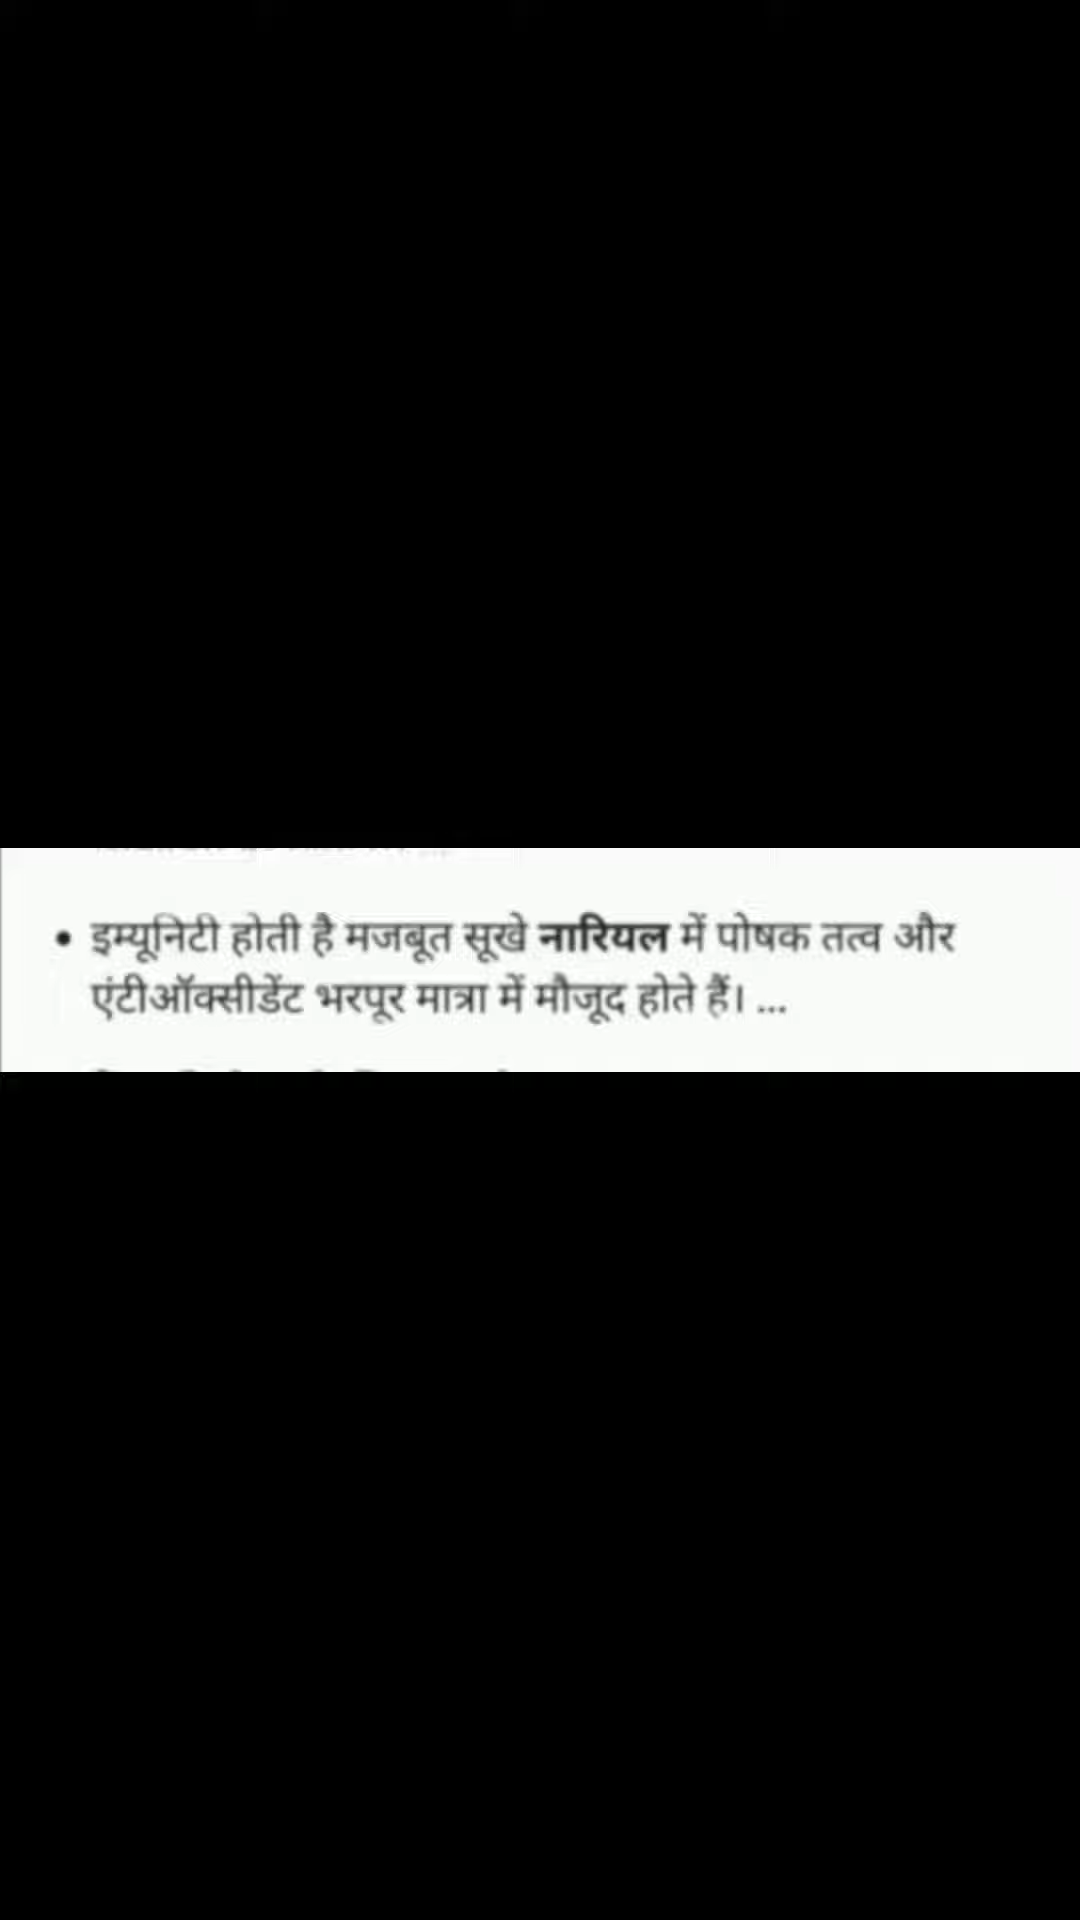 • इम्यूनिटी होती है मजबूत सूखे नारियल में पोषक तत्व और
एंटीऑक्सीडेंट भरपूर मात्रा में मौजूद होते हैं। ...